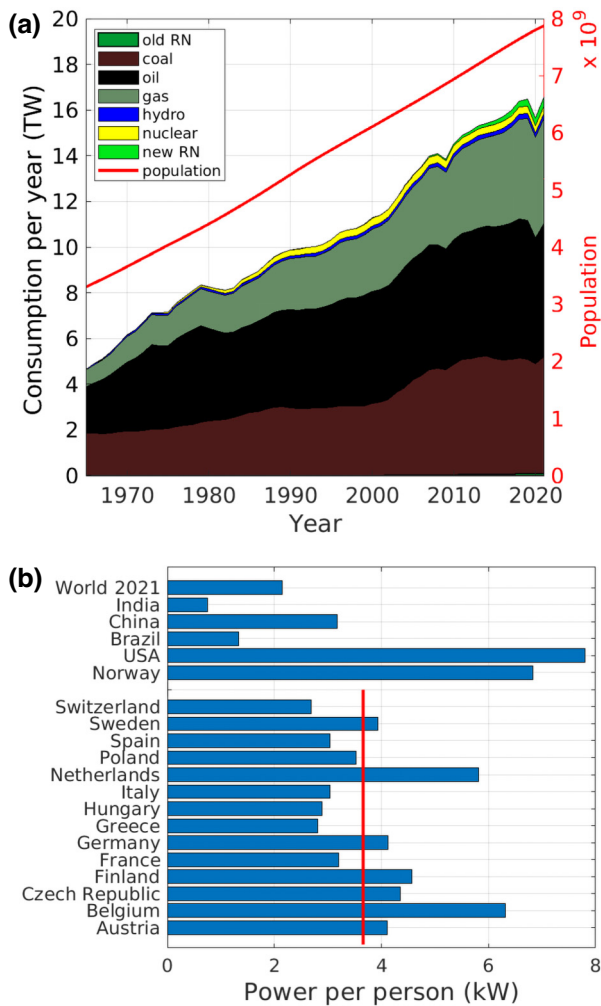 (a)
20
18
16
14
12
10
8
6
4
2
0
Consumption per year (TW)
old RN
coal
oil
gas
hydro
nuclear
new RN
population
8
7
6
5
4
3
2
1
0
x 10⁹
Population
1970
1980
1990
2000
2010
2020
Year
(b)
World 2021
India
China
Brazil
USA
Norway
Switzerland
Sweden
Spain
Poland
Netherlands
Italy
Hungary
Greece
Germany
France
Finland
Czech Republic
Belgium
Austria
0
2
4
6
8
Power per person (kW)